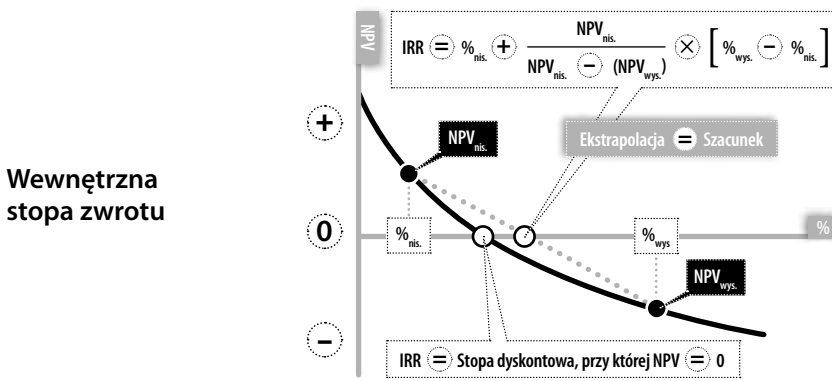 Wewnętrzna
stopa zwrotu
NPV
IRR = %nis. + NPVnis. / NPVnis. − (NPVwys.) × [ %wys. − %nis. ]
+
NPVnis.
Ekstrapolacja = Szacunek
0
%nis.
%wys
%
NPVwys.
−
IRR = Stopa dyskontowa, przy której NPV = 0